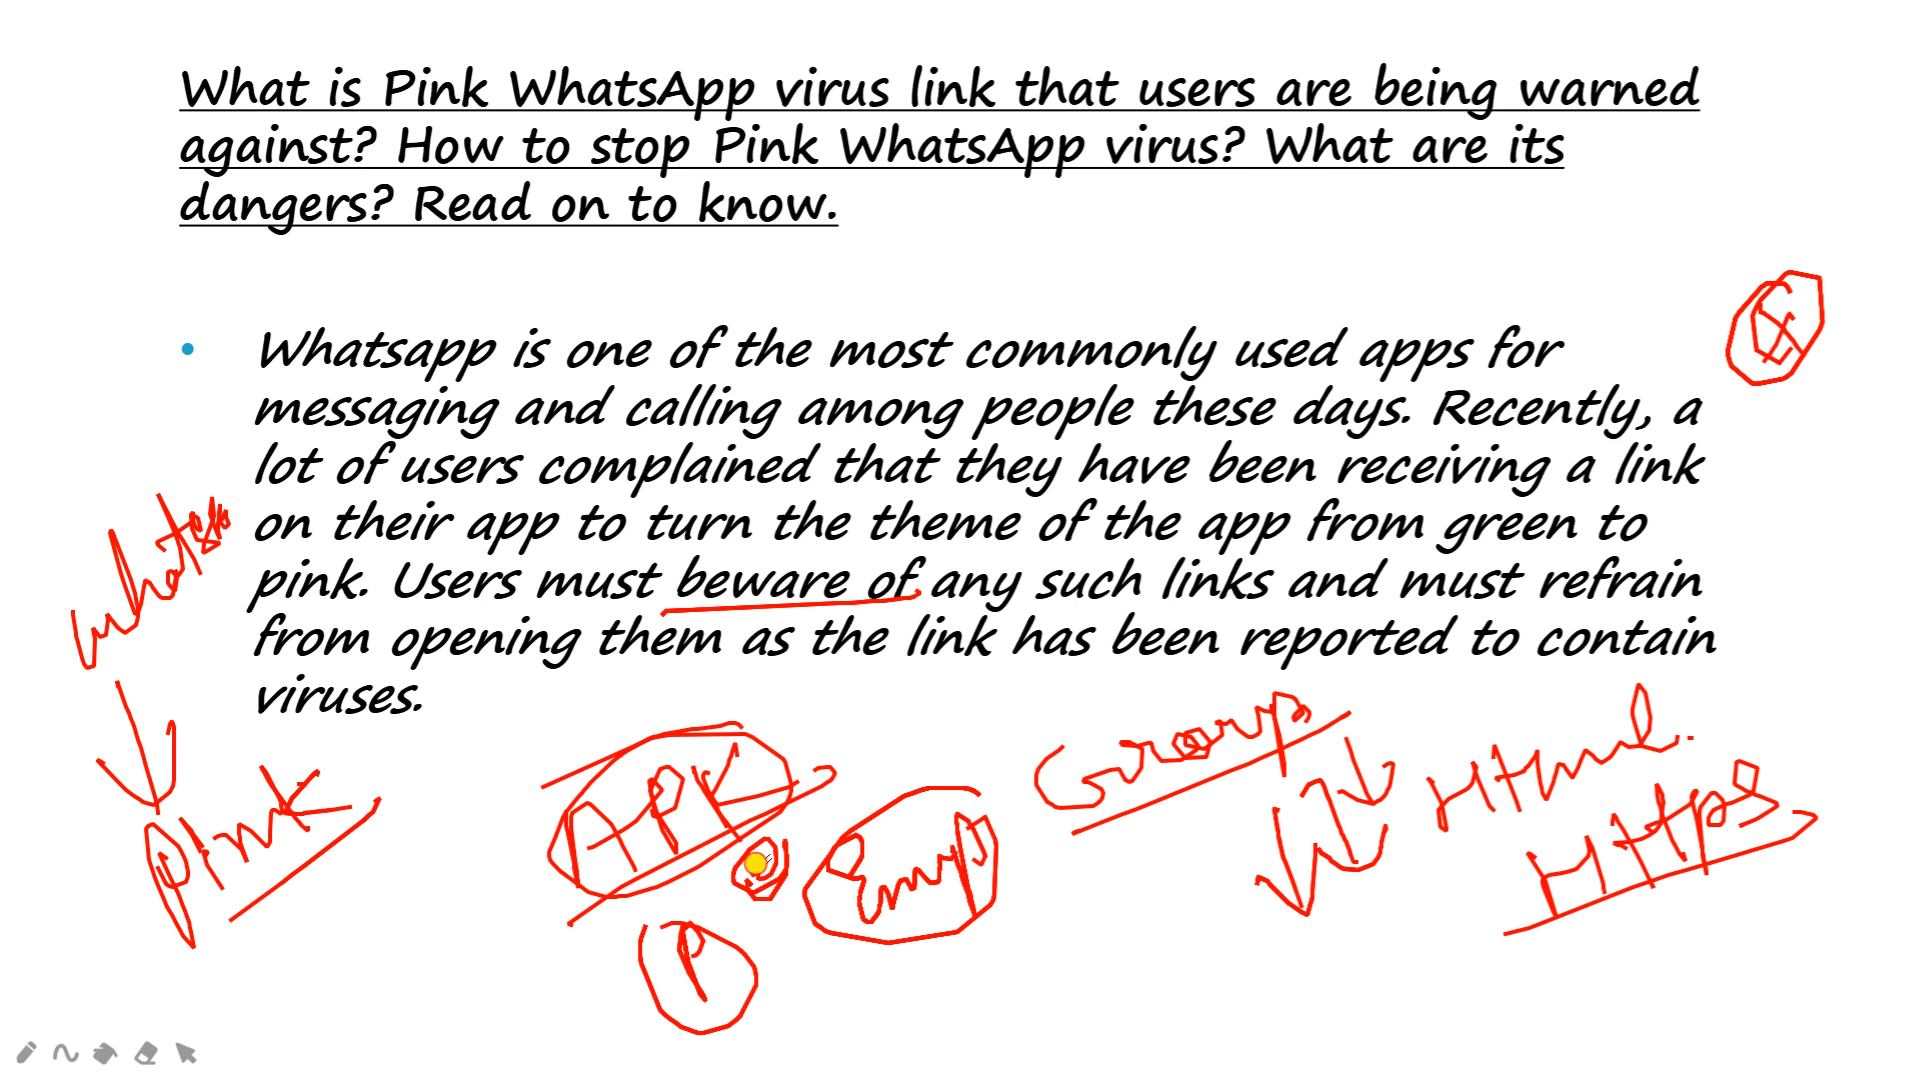 What is Pink WhatsApp virus link that users are being warned
against? How to stop Pink WhatsApp virus? What are its
dangers? Read on to know.
• Whatsapp is one of the most commonly used apps for
messaging and calling among people these days. Recently, a
lot of users complained that they have been receiving a link
on their app to turn the theme of the app from green to
pink. Users must beware of any such links and must refrain
from opening them as the link has been reported to contain
viruses.
Pink
APK
P
Group
Html
Https